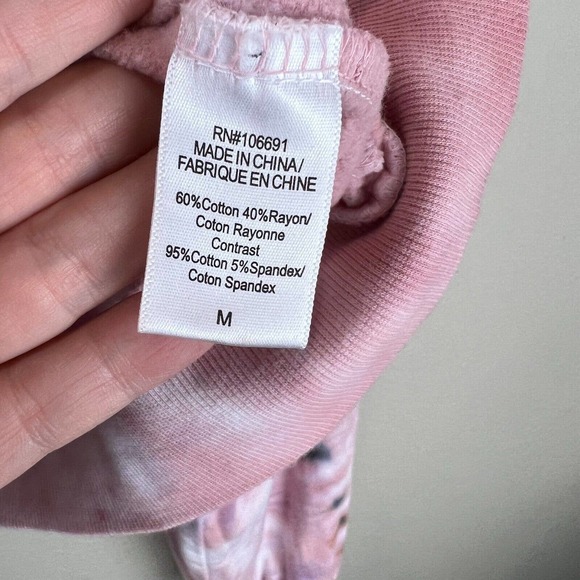 RN#106691
MADE IN CHINA/
FABRIQUE EN CHINE
60%Cotton 40%Rayon/
Coton Rayonne
Contrast
95%Cotton 5%Spandex/
Coton Spandex
M